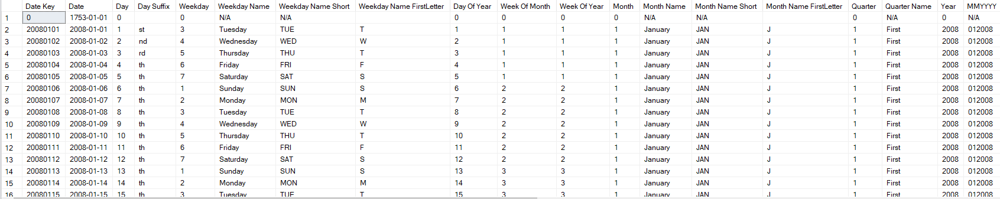 Date Key Date Day Day Suffix Weekday Weekday Name Weekday Name Short Weekday Name FirstLetter Day Of Year Week Of Month Week Of Year Month Month Name Month Name Short Month Name FirstLetter Quarter Quarter Name Year MMYYYY
1 0 1753-01-01 0 0 N/A N/A 0 0 0 0 N/A N/A 0 N/A 0 N/A
2 20080101 2008-01-01 1 st 3 Tuesday TUE T 1 1 1 1 January JAN J 1 First 2008 012008
3 20080102 2008-01-02 2 nd 4 Wednesday WED W 2 1 1 1 January JAN J 1 First 2008 012008
4 20080103 2008-01-03 3 rd 5 Thursday THU T 3 1 1 1 January JAN J 1 First 2008 012008
5 20080104 2008-01-04 4 th 6 Friday FRI F 4 1 1 1 January JAN J 1 First 2008 012008
6 20080105 2008-01-05 5 th 7 Saturday SAT S 5 1 1 1 January JAN J 1 First 2008 012008
7 20080106 2008-01-06 6 th 1 Sunday SUN S 6 2 2 1 January JAN J 1 First 2008 012008
8 20080107 2008-01-07 7 th 2 Monday MON M 7 2 2 1 January JAN J 1 First 2008 012008
9 20080108 2008-01-08 8 th 3 Tuesday TUE T 8 2 2 1 January JAN J 1 First 2008 012008
10 20080109 2008-01-09 9 th 4 Wednesday WED W 9 2 2 1 January JAN J 1 First 2008 012008
11 20080110 2008-01-10 10 th 5 Thursday THU T 10 2 2 1 January JAN J 1 First 2008 012008
12 20080111 2008-01-11 11 th 6 Friday FRI F 11 2 2 1 January JAN J 1 First 2008 012008
13 20080112 2008-01-12 12 th 7 Saturday SAT S 12 2 2 1 January JAN J 1 First 2008 012008
14 20080113 2008-01-13 13 th 1 Sunday SUN S 13 3 3 1 January JAN J 1 First 2008 012008
15 20080114 2008-01-14 14 th 2 Monday MON M 14 3 3 1 January JAN J 1 First 2008 012008
16 20080115 2008-01-15 15 th 3 Tuesday TUE T 15 3 3 1 January JAN J 1 First 2008 012008